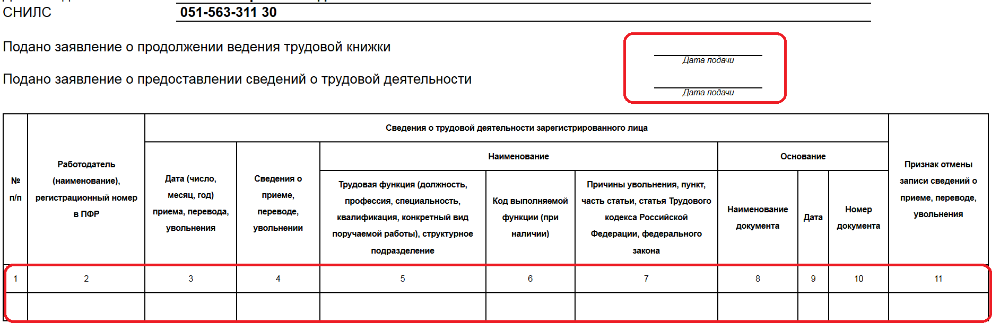 СНИЛС 051-563-311 30
Подано заявление о продолжении ведения трудовой книжки
Дата подачи
Подано заявление о предоставлении сведений о трудовой деятельности
Дата подачи
№
п/п
Работодатель
(наименование),
регистрационный номер
в ПФР
Сведения о трудовой деятельности зарегистрированного лица
Дата (число,
месяц, год)
приема, перевода,
увольнения
Сведения о
приеме,
переводе,
увольнении
Наименование
Трудовая функция (должность,
профессия, специальность,
квалификация, конкретный вид
поручаемой работы), структурное
подразделение
Код выполняемой
функции (при
наличии)
Причины увольнения, пункт,
часть статьи, статья Трудового
кодекса Российской
Федерации, федерального
закона
Основание
Наименование
документа
Дата
Номер
документа
Признак отмены
записи сведений о
приеме, переводе,
увольнения
1 2 3 4 5 6 7 8 9 10 11